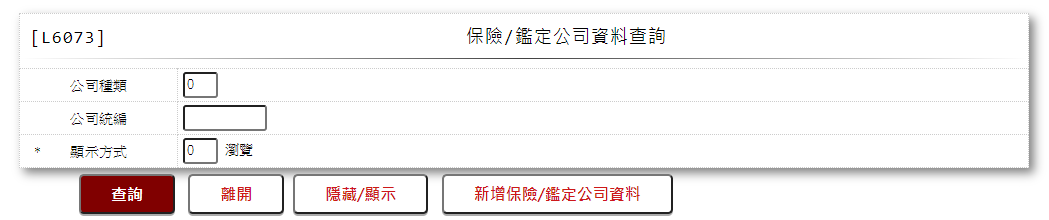 [L6073] 保險/鑑定公司資料查詢
公司種類 0
公司統編
* 顯示方式 0 瀏覽
查詢 離開 隱藏/顯示 新增保險/鑑定公司資料